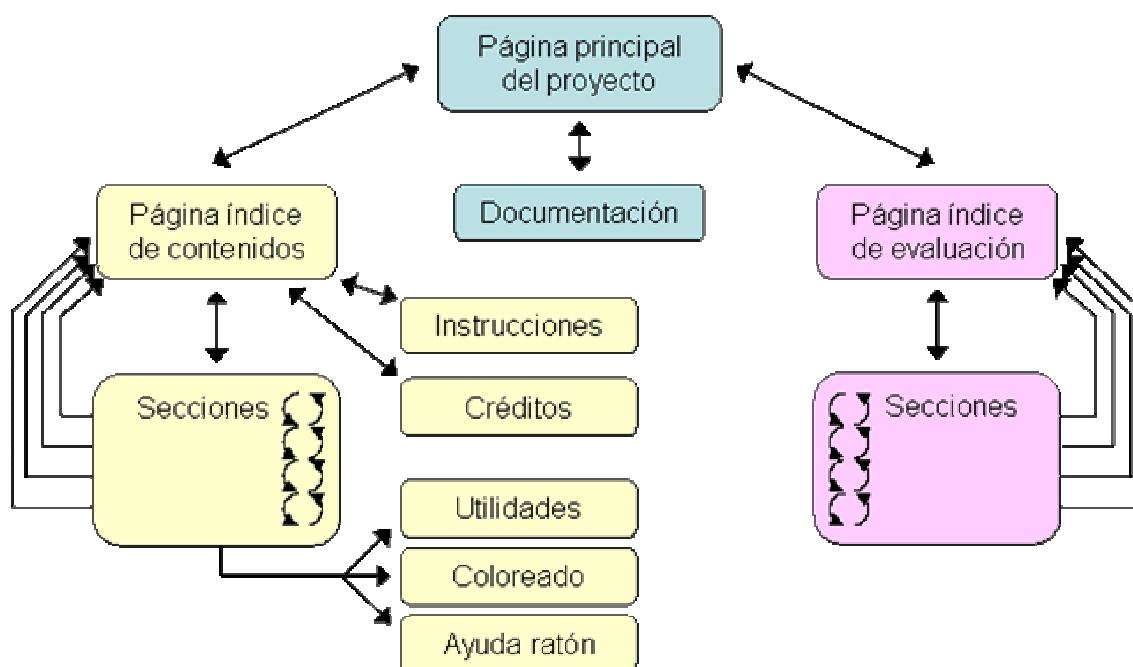 Página principal
del proyecto
Página índice
de contenidos
Documentación
Página índice
de evaluación
Instrucciones
Secciones
Créditos
Secciones
Utilidades
Coloreado
Ayuda ratón